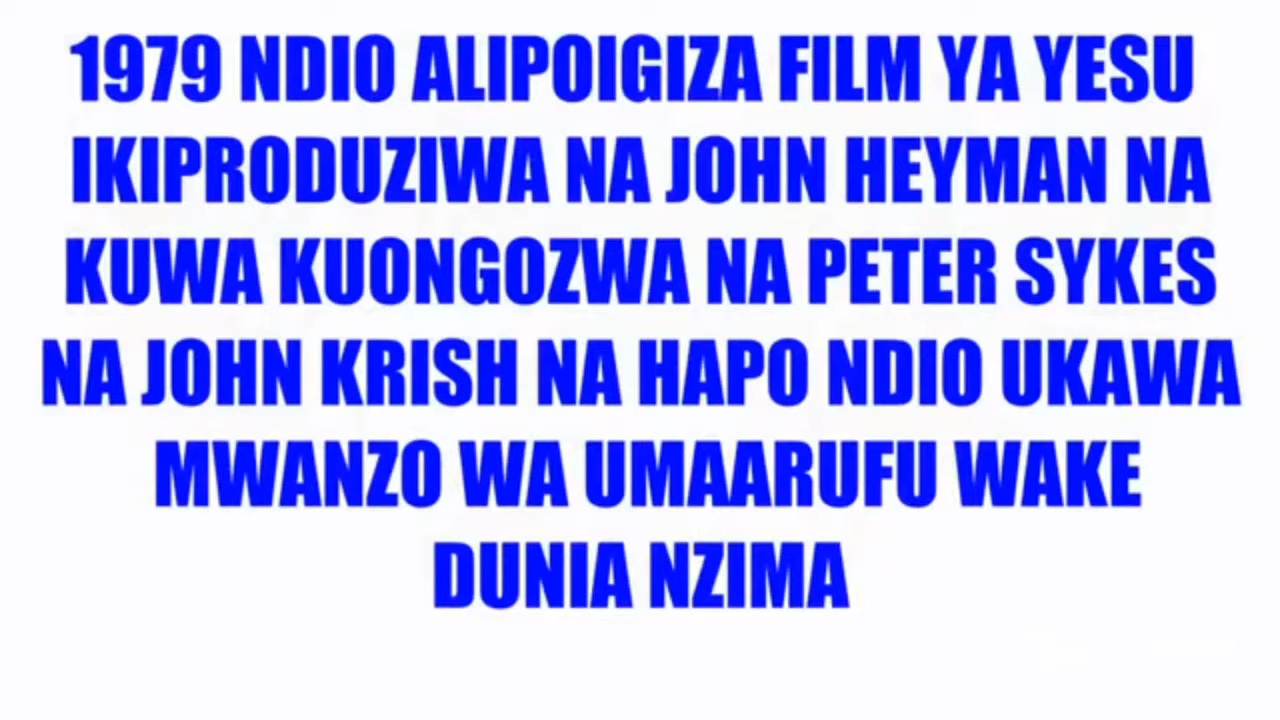 1979 NDIO ALIPOIGIZA FILM YA YESU
IKIPRODUZIWA NA JOHN HEYMAN NA
KUWA KUONGOZWA NA PETER SYKES
NA JOHN KRISH NA HAPO NDIO UKAWA
MWANZO WA UMAARUFU WAKE
DUNIA NZIMA